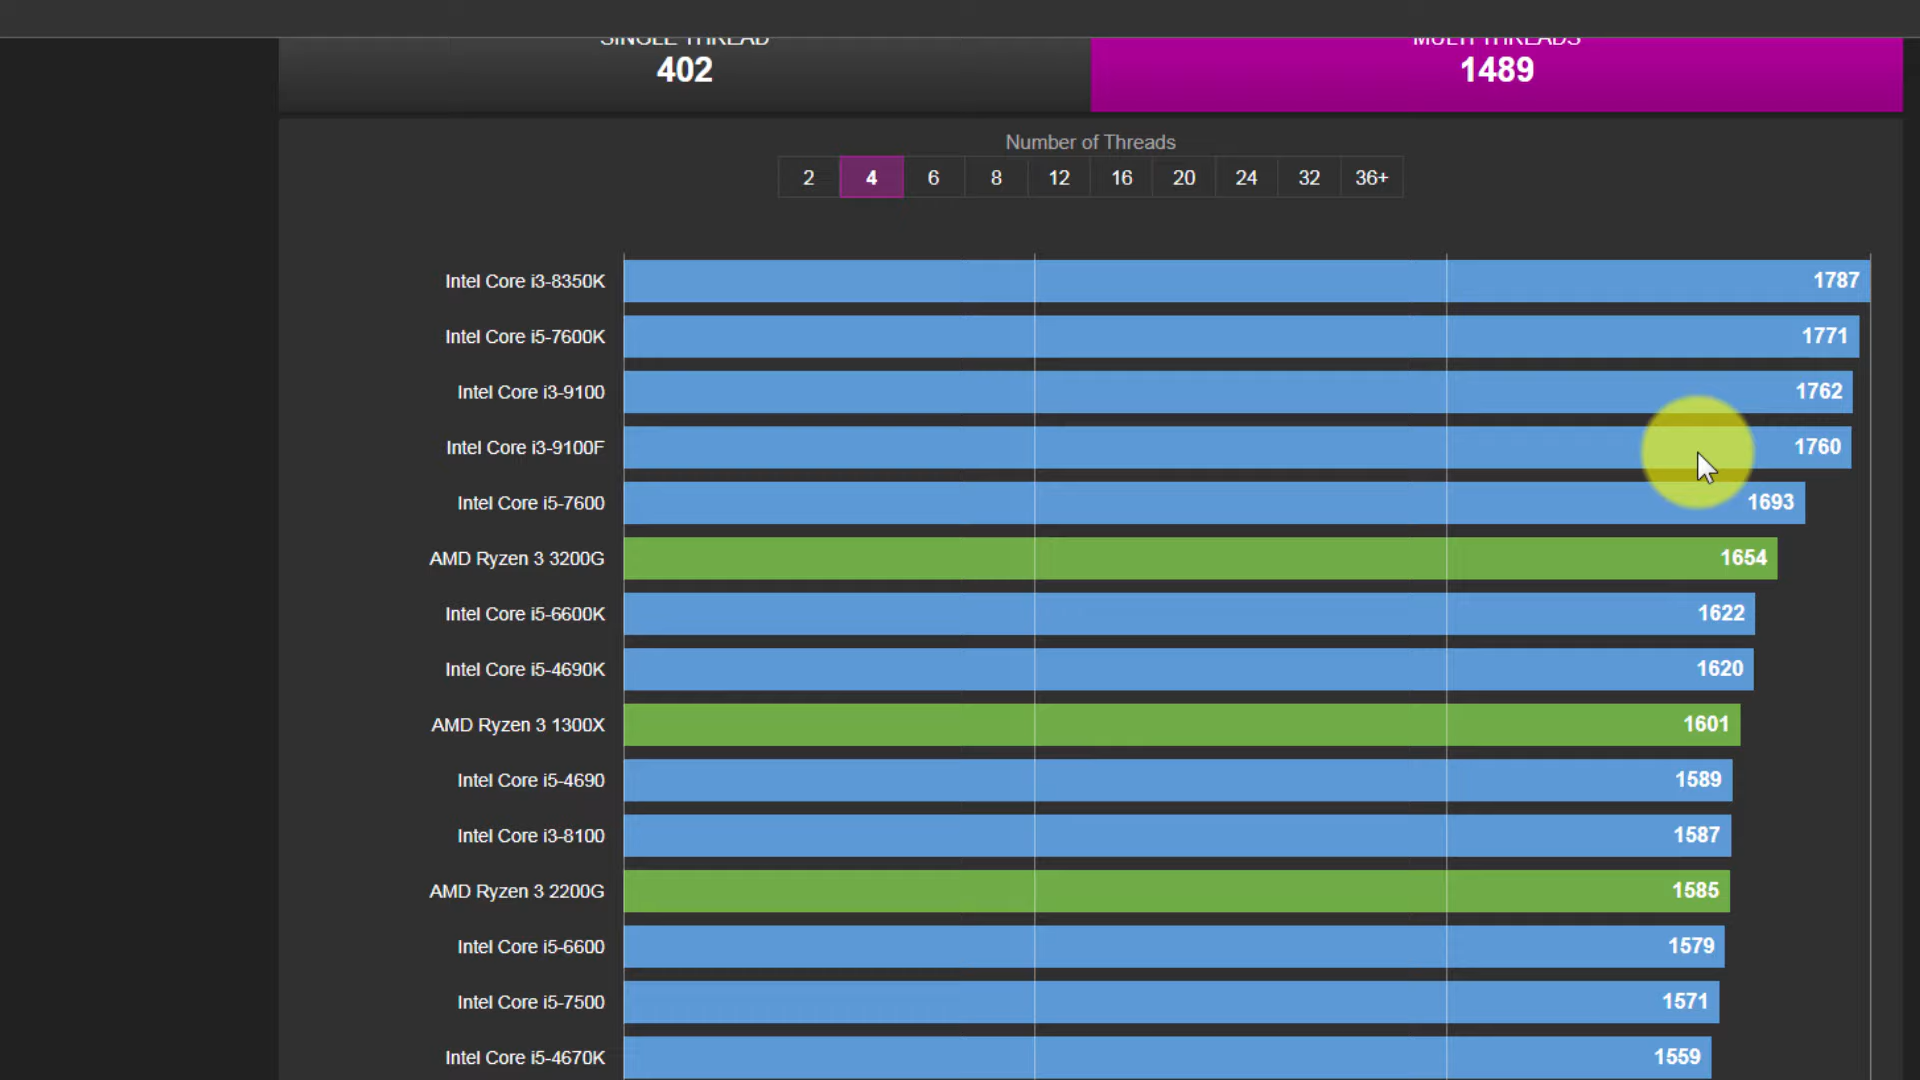 SINGLE THREAD
402
MULTI THREADS
1489
Number of Threads
2 4 6 8 12 16 20 24 32 36+
Intel Core i3-8350K 1787
Intel Core i5-7600K 1771
Intel Core i3-9100 1762
Intel Core i3-9100F 1760
Intel Core i5-7600 1693
AMD Ryzen 3 3200G 1654
Intel Core i5-6600K 1622
Intel Core i5-4690K 1620
AMD Ryzen 3 1300X 1601
Intel Core i5-4690 1589
Intel Core i3-8100 1587
AMD Ryzen 3 2200G 1585
Intel Core i5-6600 1579
Intel Core i5-7500 1571
Intel Core i5-4670K 1559